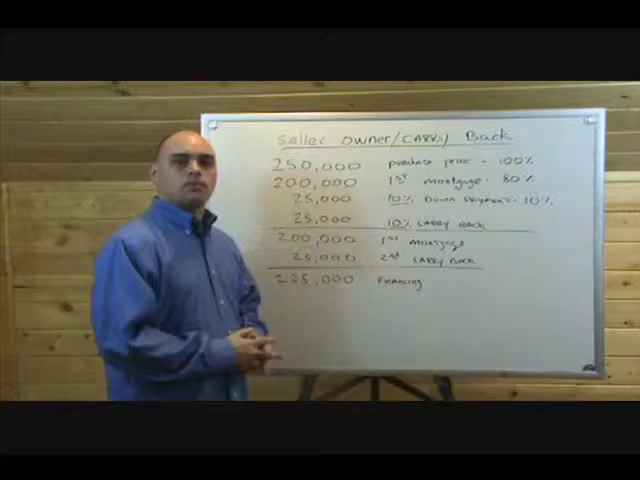 Seller owner/CARRY Back
250,000 purchase price - 100%
200,000 1st mortgage - 80%
25,000 10% Down Payment - 10%
25,000 10% CARRY BACK
200,000 1st Mortgage
25,000 2nd CARRY BACK
225,000 FINANCING